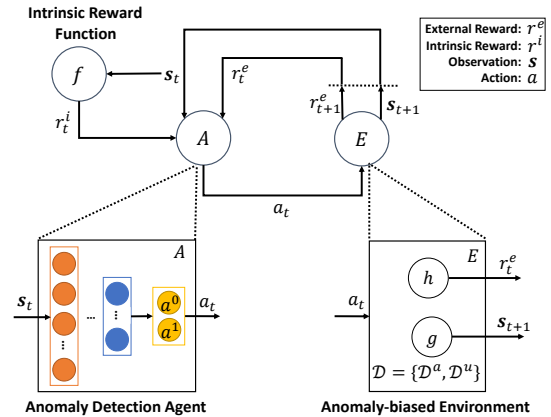 Intrinsic Reward
Function
f
s_t
r_t^i
r_t^e
A
r_{t+1}^e
s_{t+1}
E
a_t
External Reward: r^e
Intrinsic Reward: r^i
Observation: s
Action: a
A
s_t
...
a^0
a^1
a_t
Anomaly Detection Agent
E
a_t
h
r_t^e
g
s_{t+1}
𝒟 = {𝒟^a, 𝒟^u}
Anomaly-biased Environment